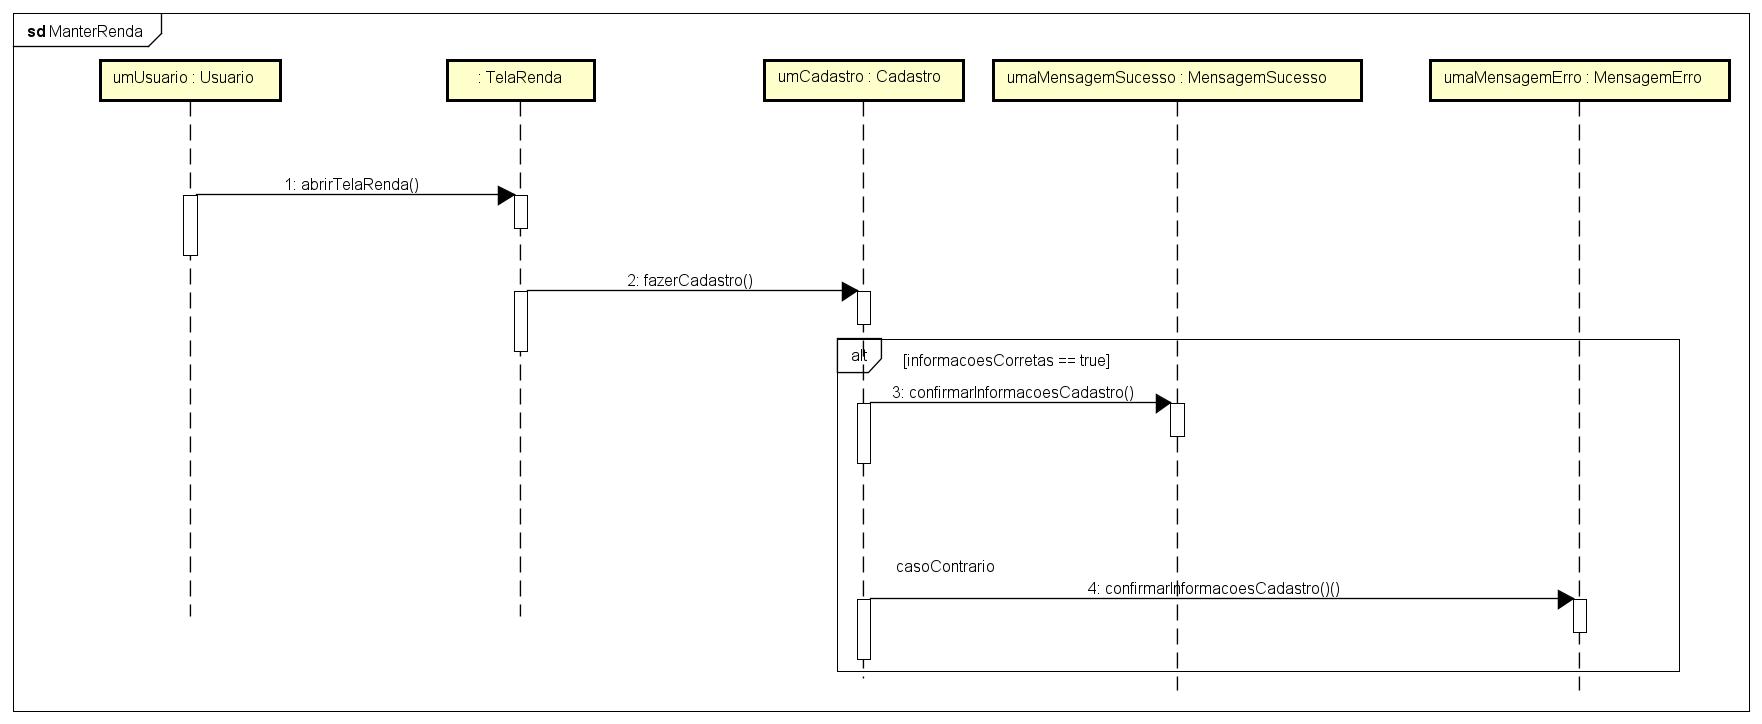 sd ManterRenda
umUsuario : Usuario
: TelaRenda
umCadastro : Cadastro
umaMensagemSucesso : MensagemSucesso
umaMensagemErro : MensagemErro
1: abrirTelaRenda()
2: fazerCadastro()
alt
[informacoesCorretas == true]
3: confirmarInformacoesCadastro()
casoContrario
4: confirmarInformacoesCadastro()()